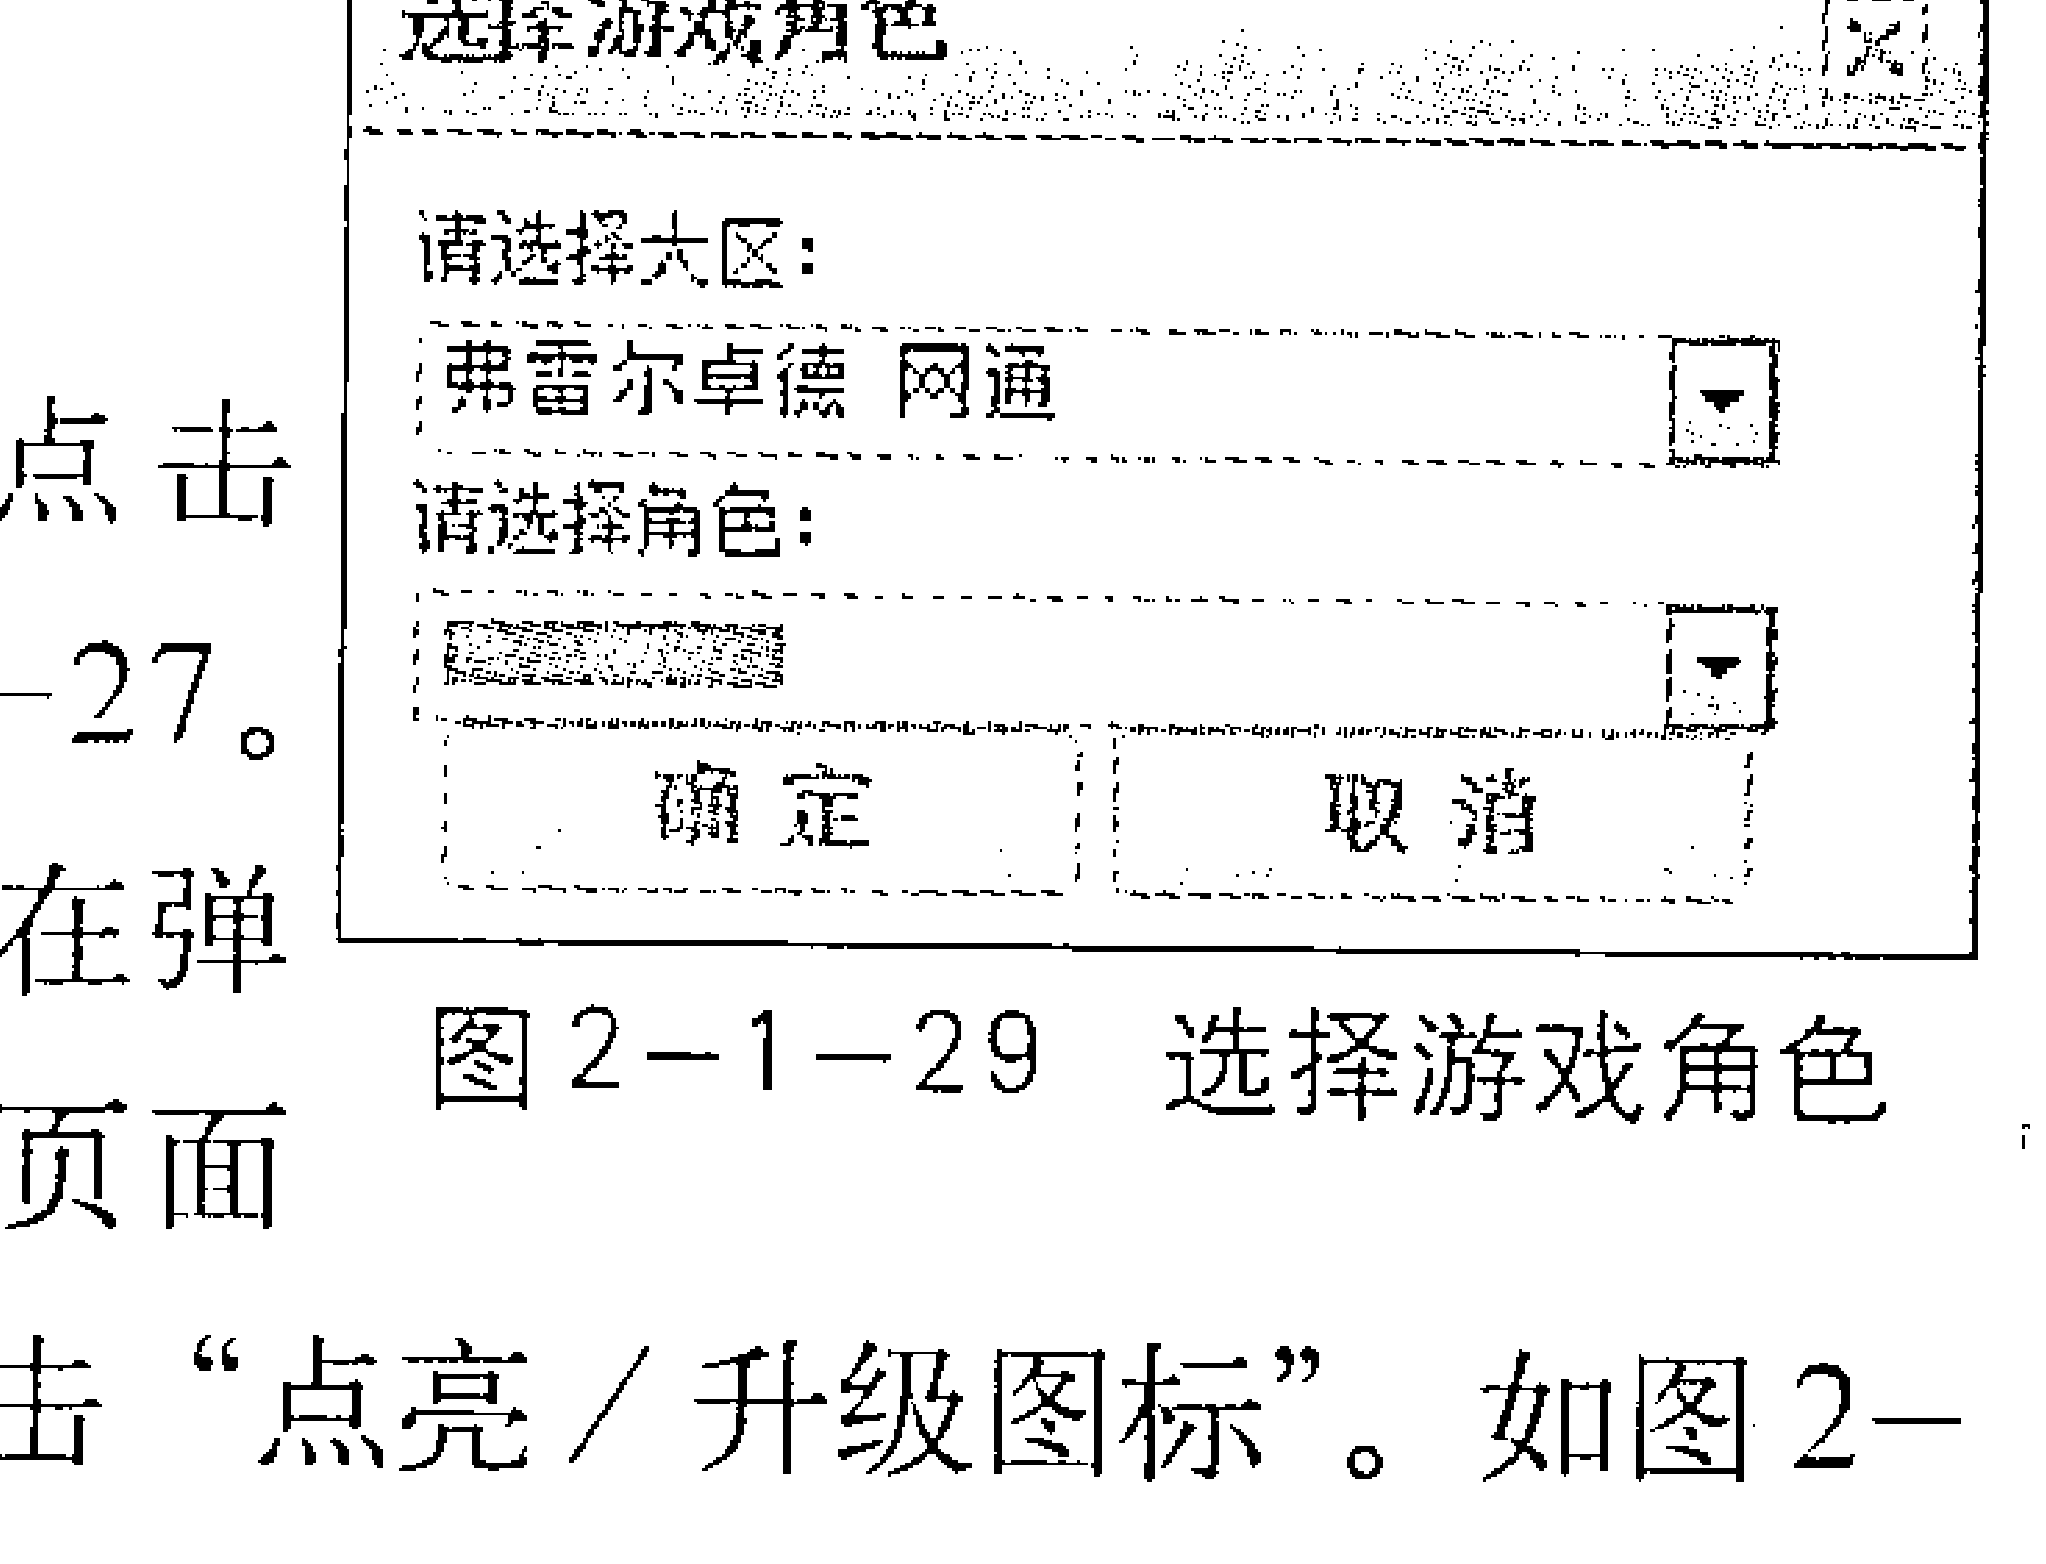 选择游戏角色
请选择大区：
弗雷尔卓德 网通
点击
请选择角色：
-27。
确定 取消
在弹
图2-1-29 选择游戏角色
页面
击“点亮/升级图标”。如图2-